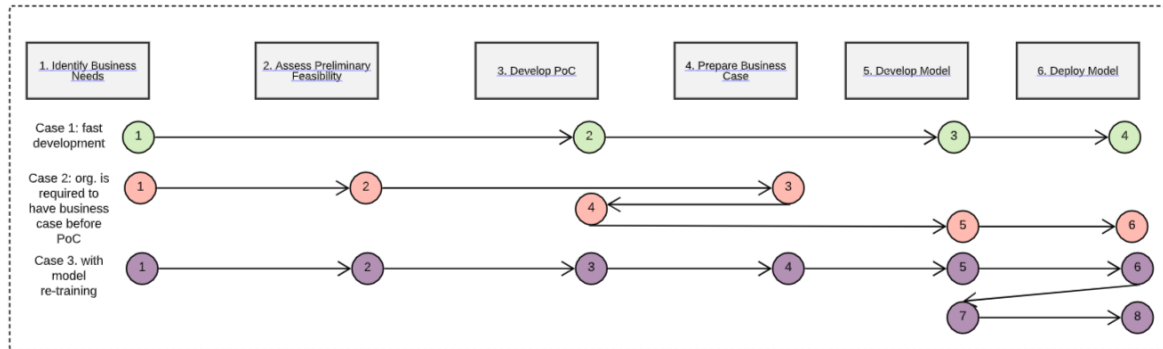 1. Identify Business
Needs
2. Assess Preliminary
Feasibility
3. Develop PoC
4. Prepare Business
Case
5. Develop Model
6. Deploy Model
Case 1: fast
development
1
2
3
4
Case 2: org. is
required to
have business
case before
PoC
1
2
3
4
5
6
Case 3. with
model
re-training
1
2
3
4
5
6
7
8